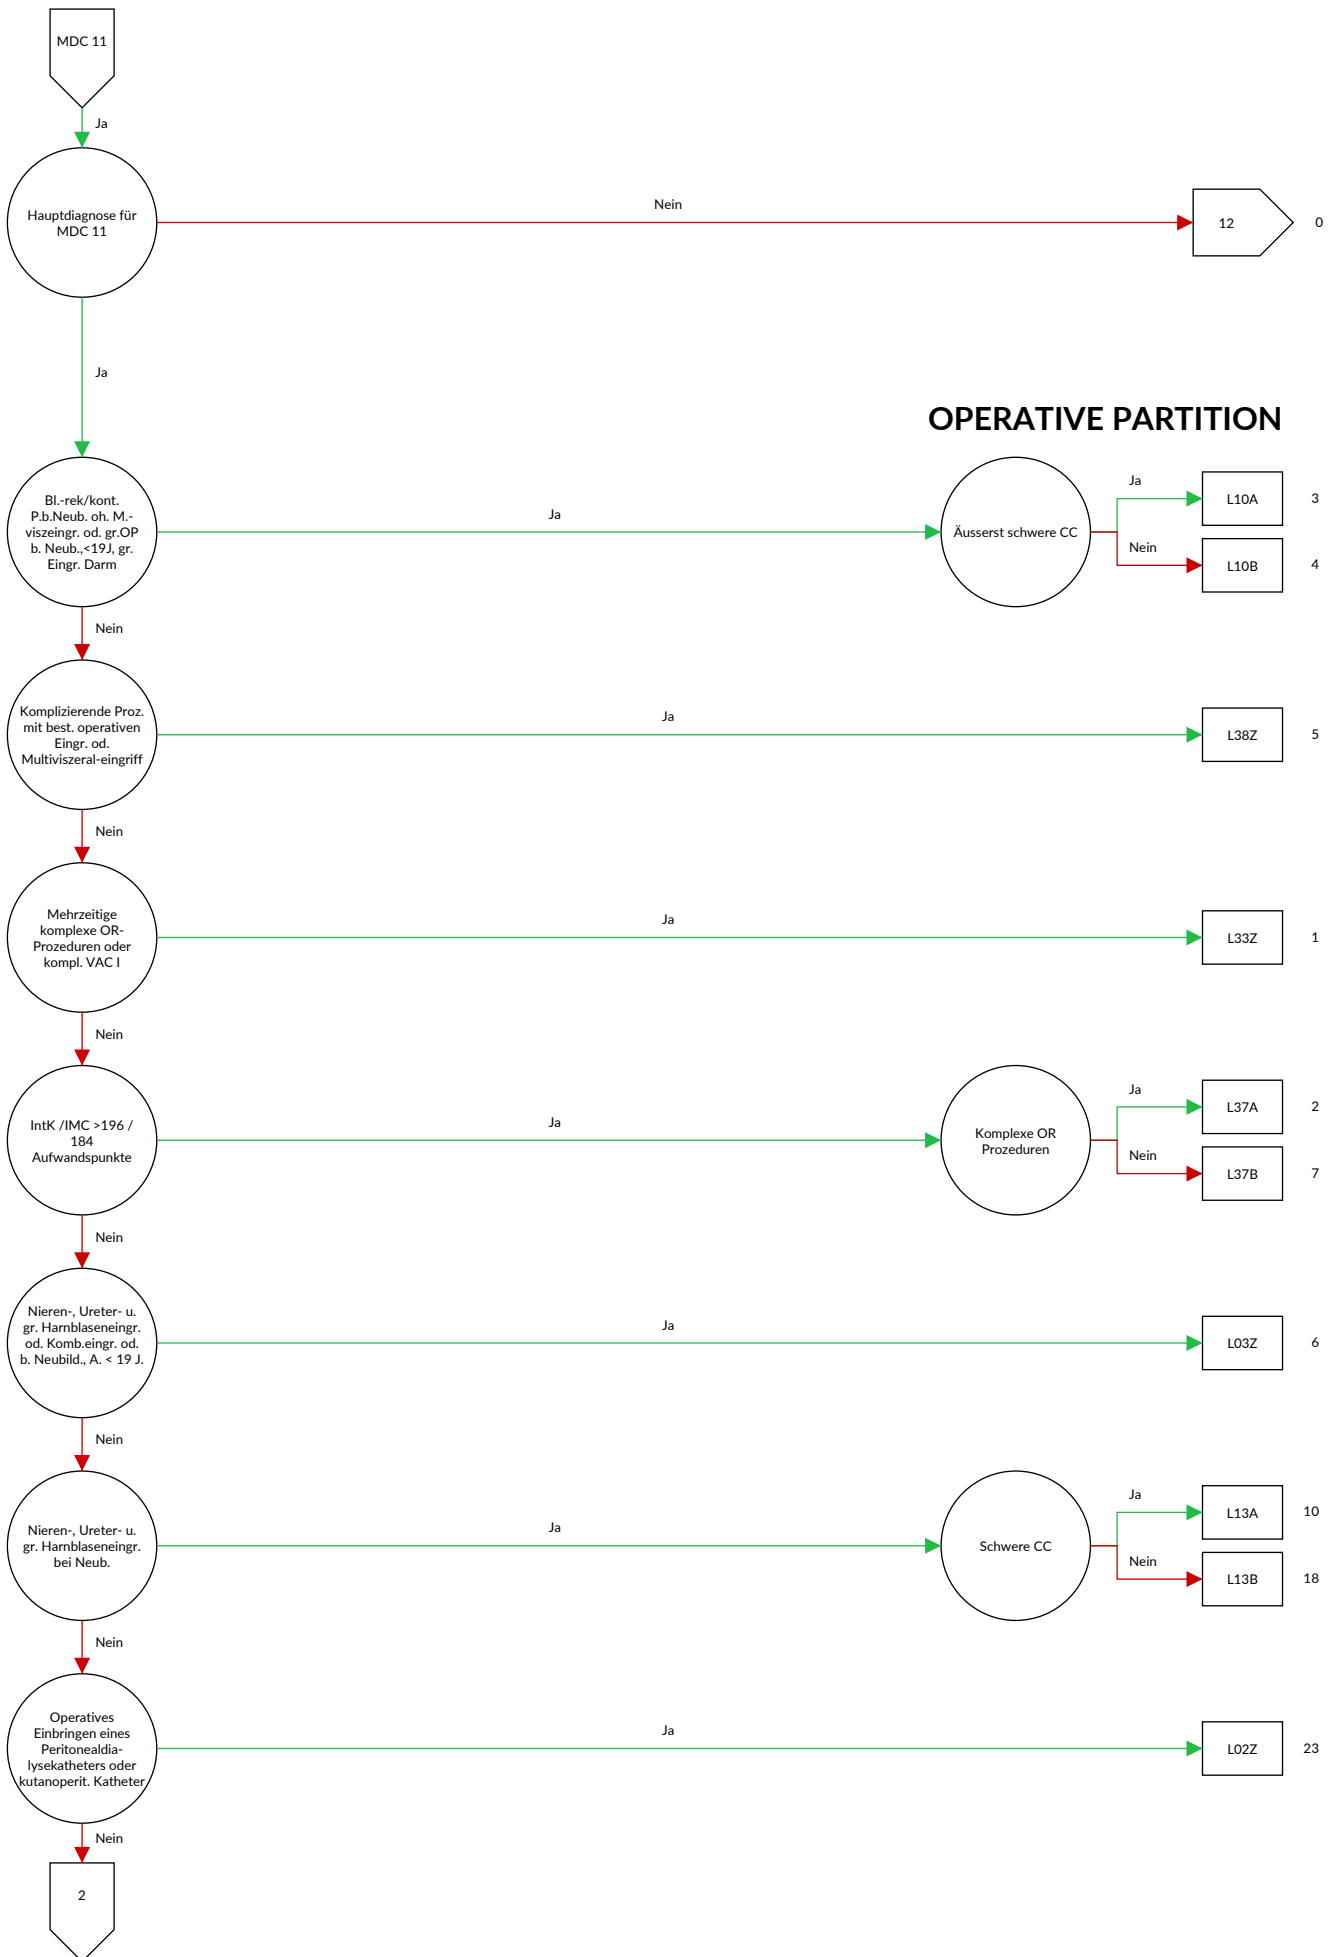 MDC 11
Ja
Hauptdiagnose für
MDC 11
Nein
12
0
Ja
OPERATIVE PARTITION
Bl.-rek/kont.
P.b.Neub. oh. M.-
viszeingr. od. gr.OP
b. Neub.,<19J, gr.
Eingr. Darm
Ja
Äusserst schwere CC
Ja
L10A
3
Nein
L10B
4
Nein
Komplizierende Proz.
mit best. operativen
Eingr. od.
Multiviszeral-eingriff
Ja
L38Z
5
Nein
Mehrzeitige
komplexe OR-
Prozeduren oder
kompl. VAC I
Ja
L33Z
1
Nein
IntK /IMC >196 /
184
Aufwandspunkte
Ja
Komplexe OR
Prozeduren
Ja
L37A
2
Nein
L37B
7
Nein
Nieren-, Ureter- u.
gr. Harnblaseneingr.
od. Komb.eingr. od.
b. Neubild., A. < 19 J.
Ja
L03Z
6
Nein
Nieren-, Ureter- u.
gr. Harnblaseneingr.
bei Neub.
Ja
Schwere CC
Ja
L13A
10
Nein
L13B
18
Nein
Operatives
Einbringen eines
Peritonealdia-
lysekatheters oder
kutanoperit. Katheter
Ja
L02Z
23
Nein
2